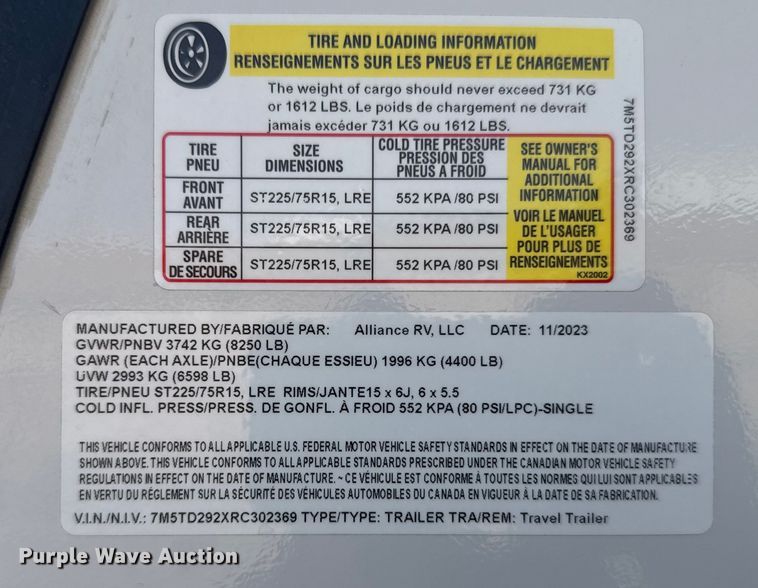 TIRE AND LOADING INFORMATION
RENSEIGNEMENTS SUR LES PNEUS ET LE CHARGEMENT
The weight of cargo should never exceed 731 KG
or 1612 LBS. Le poids de chargement ne devrait
jamais excéder 731 KG ou 1612 LBS.
TIRE PNEU SIZE DIMENSIONS COLD TIRE PRESSURE PRESSION DES PNEUS A FROID
FRONT AVANT ST225/75R15, LRE 552 KPA /80 PSI
REAR ARRIÈRE ST225/75R15, LRE 552 KPA /80 PSI
SPARE DE SECOURS ST225/75R15, LRE 552 KPA /80 PSI
SEE OWNER'S
MANUAL FOR
ADDITIONAL
INFORMATION
VOIR LE MANUEL
DE L'USAGER
POUR PLUS DE
RENSEIGNEMENTS
KX2002
7M5TD292XRC302369
MANUFACTURED BY/FABRIQUÉ PAR: Alliance RV, LLC DATE: 11/2023
GVWR/PNBV 3742 KG (8250 LB)
GAWR (EACH AXLE)/PNBE(CHAQUE ESSIEU) 1996 KG (4400 LB)
UVW 2993 KG (6598 LB)
TIRE/PNEU ST225/75R15, LRE RIMS/JANTE15 x 6J, 6 x 5.5
COLD INFL. PRESS/PRESS. DE GONFL. À FROID 552 KPA (80 PSI/LPC)-SINGLE
THIS VEHICLE CONFORMS TO ALL APPLICABLE U.S. FEDERAL MOTOR VEHICLE SAFETY STANDARDS IN EFFECT ON THE DATE OF MANUFACTURE
SHOWN ABOVE. THIS VEHICLE CONFORMS TO ALL APPLICABLE STANDARDS PRESCRIBED UNDER THE CANADIAN MOTOR VEHICLE SAFETY
REGULATIONS IN EFFECT ON THE DATE OF MANUFACTURE. ~ CE VÉHICULE EST CONFORME À TOUTES LES NORMES QUI LUI SONT APPLICABLES
EN VERTU DU RÉGLEMENT SUR LA SÉCURITÉ DES VÉHICULES AUTOMOBILES DU CANADA EN VIGUEUR À LA DATE DE SA FABRICATION.
V.I.N./N.I.V.: 7M5TD292XRC302369 TYPE/TYPE: TRAILER TRA/REM: Travel Trailer
Purple Wave Auction